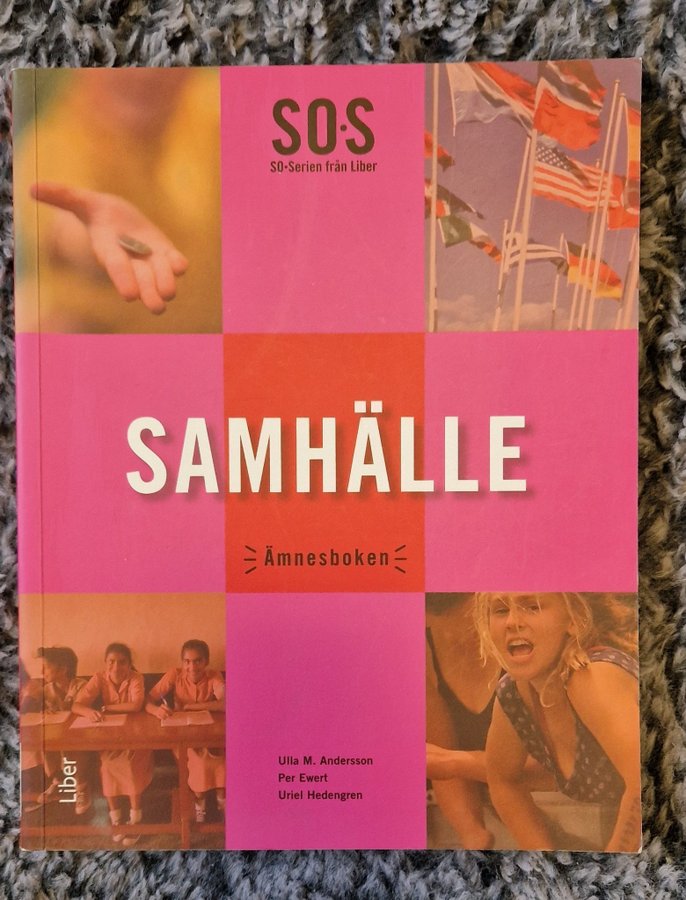 SO•S
SO•Serien från Liber
SAMHÄLLE
Ämnesboken
Ulla M. Andersson
Per Ewert
Uriel Hedengren
Liber